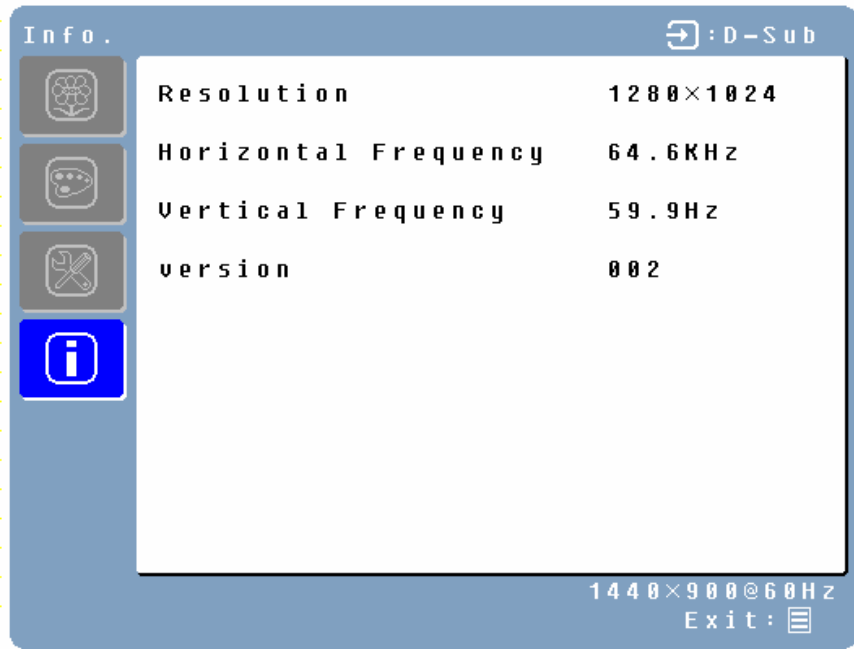 Info. :D-Sub
Resolution 1280×1024
Horizontal Frequency 64.6KHz
Vertical Frequency 59.9Hz
version 002
1440×900@60Hz
Exit: